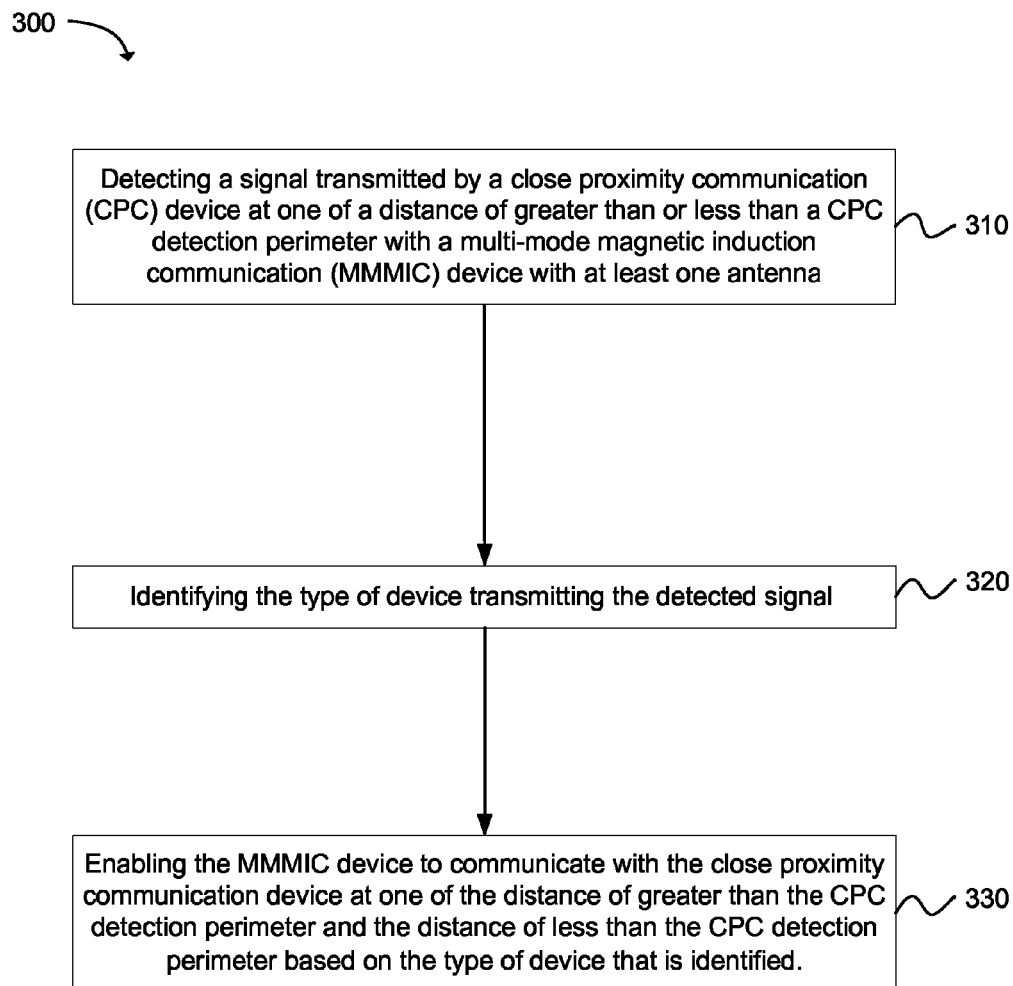 300
Detecting a signal transmitted by a close proximity communication
(CPC) device at one of a distance of greater than or less than a CPC
detection perimeter with a multi-mode magnetic induction
communication (MMMIC) device with at least one antenna
310
Identifying the type of device transmitting the detected signal
320
Enabling the MMMIC device to communicate with the close proximity
communication device at one of the distance of greater than the CPC
detection perimeter and the distance of less than the CPC detection
perimeter based on the type of device that is identified.
330